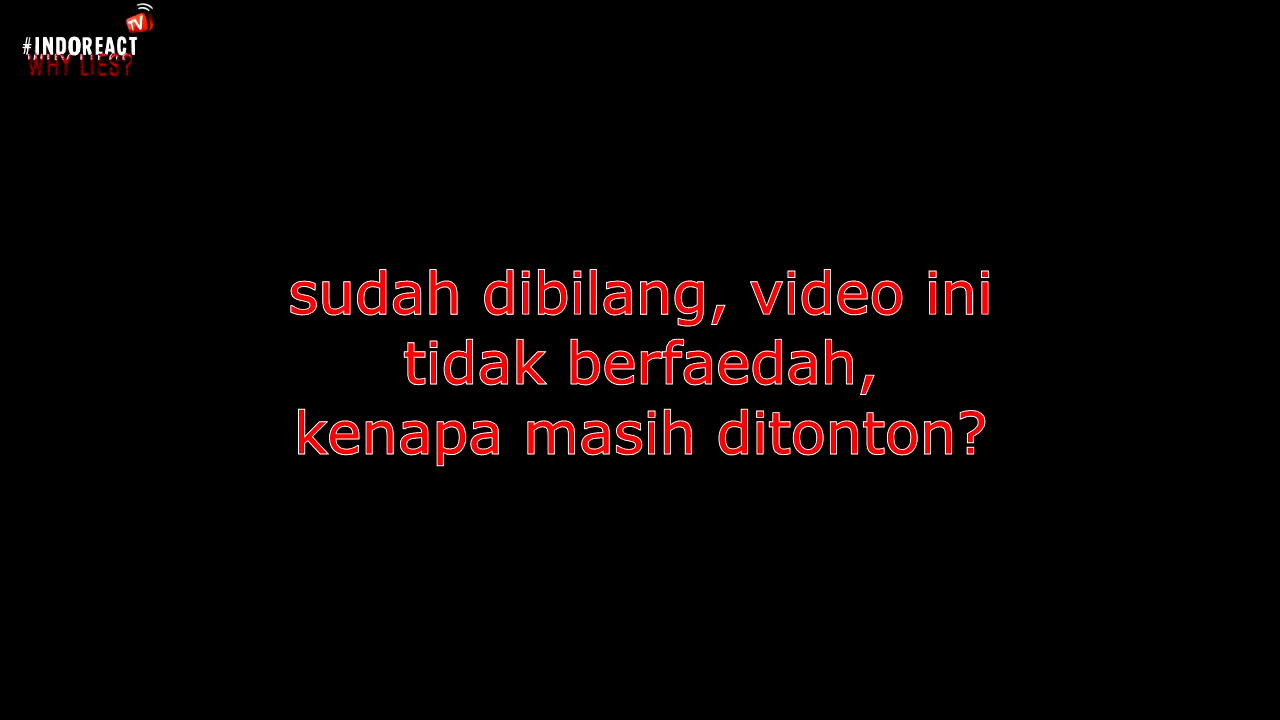 TV
#INDOREACT
WHY LIES?
sudah dibilang, video ini
tidak berfaedah,
kenapa masih ditonton?